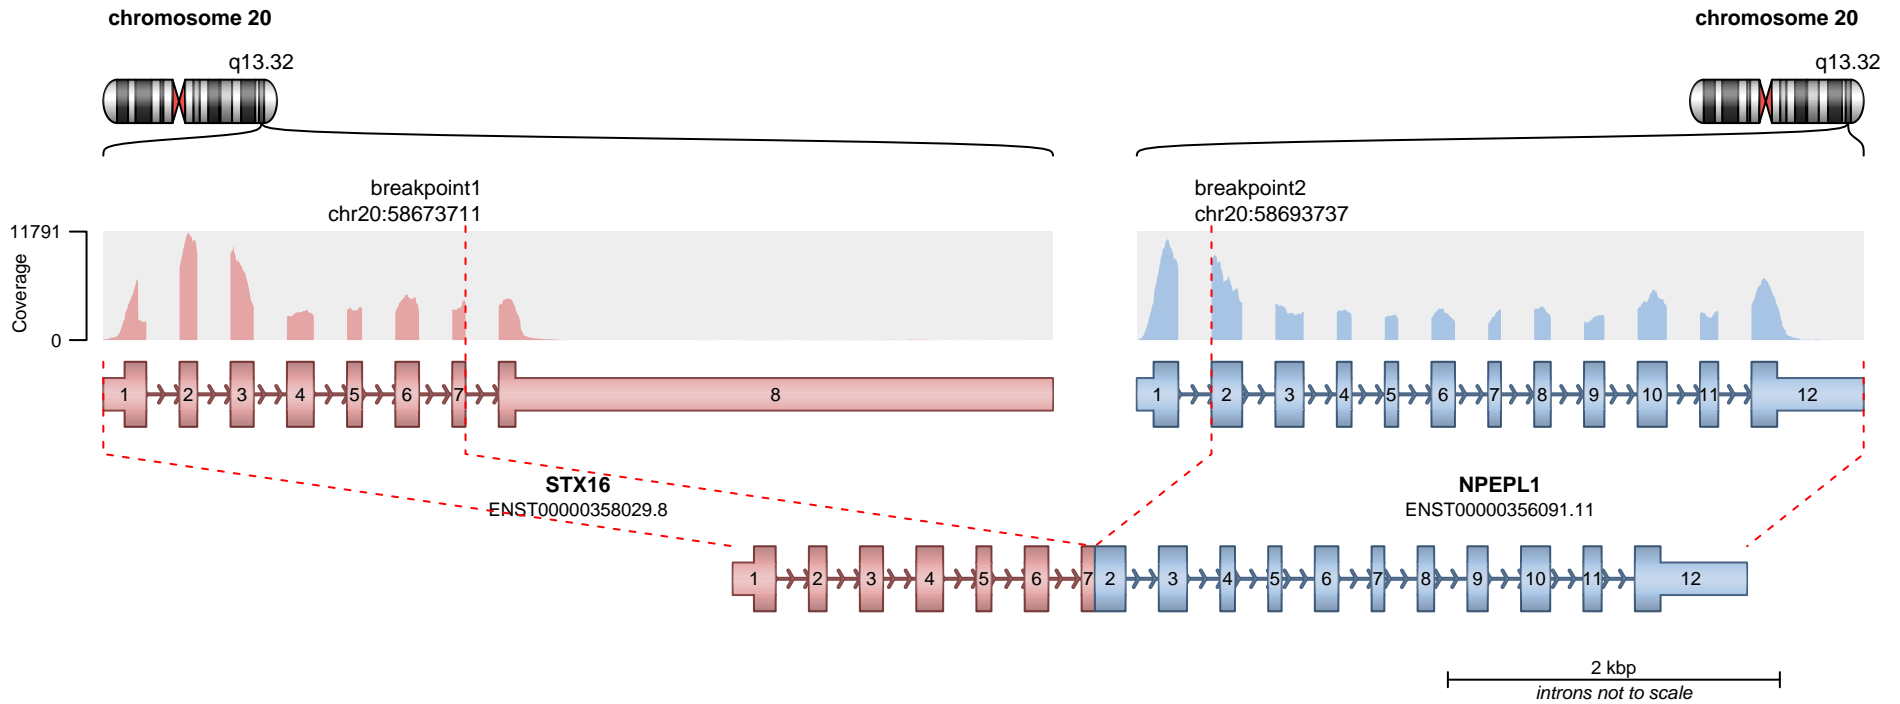 chromosome 20
chromosome 20
q13.32
q13.32
breakpoint1
chr20:58673711
breakpoint2
chr20:58693737
11791
Coverage
0
1 2 3 4 5 6 7 8
1 2 3 4 5 6 7 8 9 10 11 12
STX16
ENST00000358029.8
NPEPL1
ENST00000356091.11
1 2 3 4 5 6 7 2 3 4 5 6 7 8 9 10 11 12
2 kbp
introns not to scale